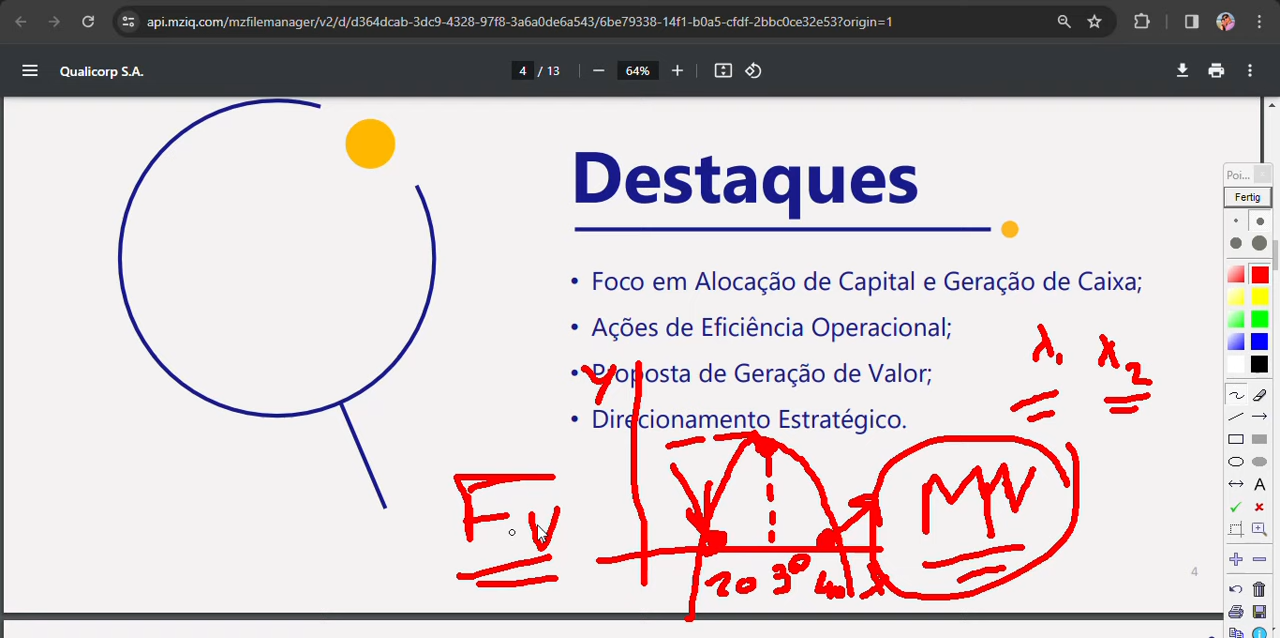 api.mziq.com/mzfilemanager/v2/d/d364dcab-3dc9-4328-97f8-3a6a0de6a543/6be79338-14f1-b0a5-cfdf-2bbc0ce32e53?origin=1
Qualicorp S.A.
4 / 13
64%
Poi...
Fertig
Destaques
• Foco em Alocação de Capital e Geração de Caixa;
• Ações de Eficiência Operacional;
• Proposta de Geração de Valor;
• Direcionamento Estratégico.
y
x2
FV
20 30 40
4
A